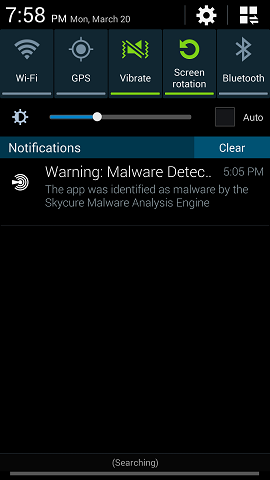 7:58 PM Mon, March 20
Wi-Fi GPS Vibrate Screen rotation Bluetooth
Auto
Notifications Clear
Warning: Malware Detec.. 5:05 PM
The app was identified as malware by the
Skycure Malware Analysis Engine
(Searching)